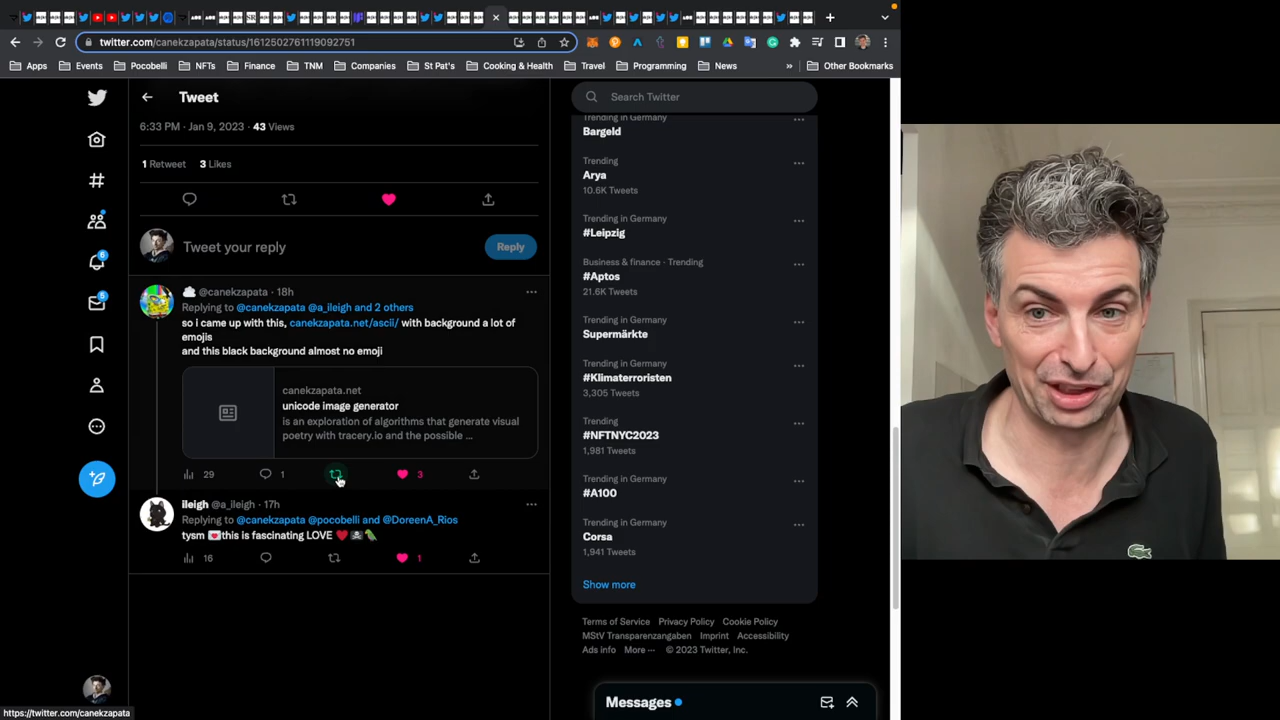 twitter.com/canekzapata/status/1612502761119092751
Apps
Events
Pocobelli
NFTs
Finance
TNM
Companies
St Pat's
Cooking & Health
Travel
Programming
News
»
Other Bookmarks
Tweet
6:33 PM · Jan 9, 2023 · 43 Views
1 Retweet 3 Likes
Tweet your reply
Reply
@canekzapata · 18h
Replying to @canekzapata @a_ileigh and 2 others
so i came up with this, canekzapata.net/ascii/ with background a lot of
emojis
and this black background almost no emoji
canekzapata.net
unicode image generator
is an exploration of algorithms that generate visual
poetry with tracery.io and the possible ...
29 1 3
ileigh @a_ileigh · 17h
Replying to @canekzapata @pocobelli and @DoreenA_Rios
tysm 💌this is fascinating LOVE ❤️🏴‍☠️🦜
16 1
6
5
Search Twitter
Trending in Germany
Bargeld
Trending
Arya
10.6K Tweets
Trending in Germany
#Leipzig
Business & finance · Trending
#Aptos
21.6K Tweets
Trending in Germany
Supermärkte
Trending in Germany
#Klimaterroristen
3,305 Tweets
Trending
#NFTNYC2023
1,981 Tweets
Trending in Germany
#A100
Trending in Germany
Corsa
1,941 Tweets
Show more
Terms of Service Privacy Policy Cookie Policy
MStV Transparenzangaben Imprint Accessibility
Ads info More ··· © 2023 Twitter, Inc.
Messages
https://twitter.com/canekzapata